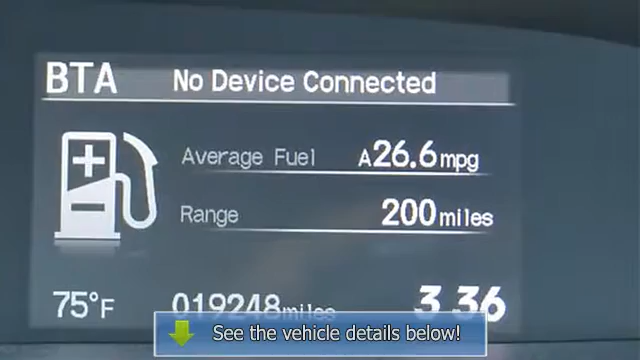 BTA No Device Connected
Average Fuel A26.6mpg
Range 200miles
75°F 019248miles 3 36
See the vehicle details below!